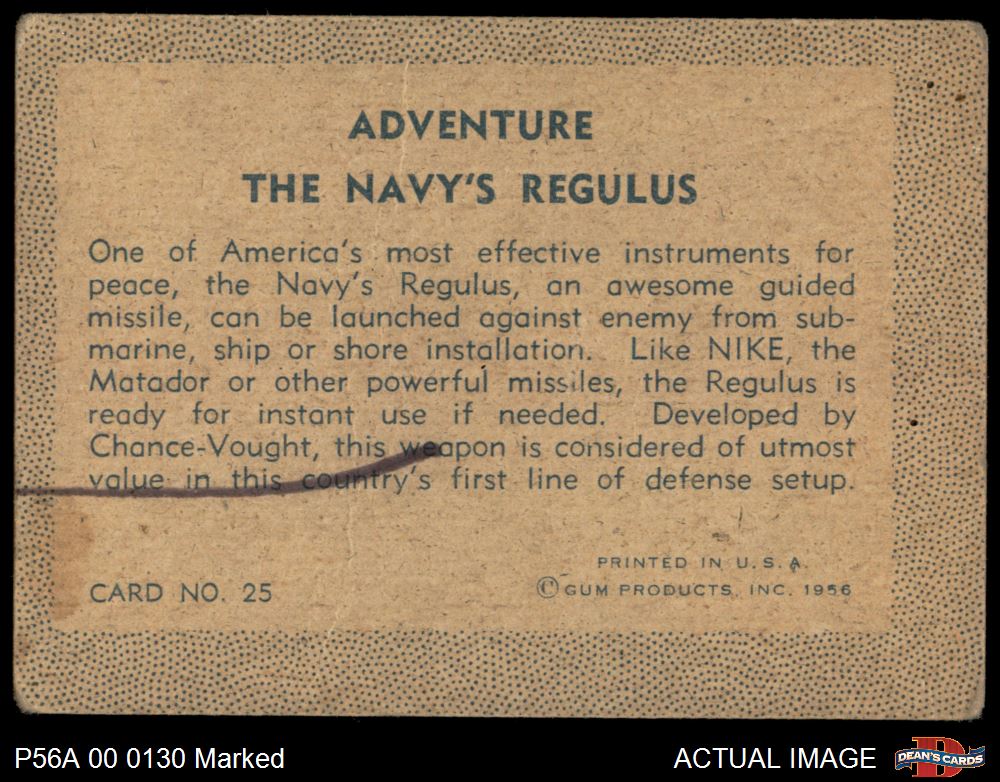 ADVENTURE
THE NAVY'S REGULUS
One of America's most effective instruments for
peace, the Navy's Regulus, an awesome guided
missile, can be launched against enemy from sub-
marine, ship or shore installation. Like NIKE, the
Matador or other powerful missiles, the Regulus is
ready for instant use if needed. Developed by
Chance-Vought, this weapon is considered of utmost
value in this country's first line of defense setup.
PRINTED IN U.S.A.
CARD NO. 25
©GUM PRODUCTS, INC. 1956
P56A 00 0130 Marked
ACTUAL IMAGE
D
DEAN'S CARDS